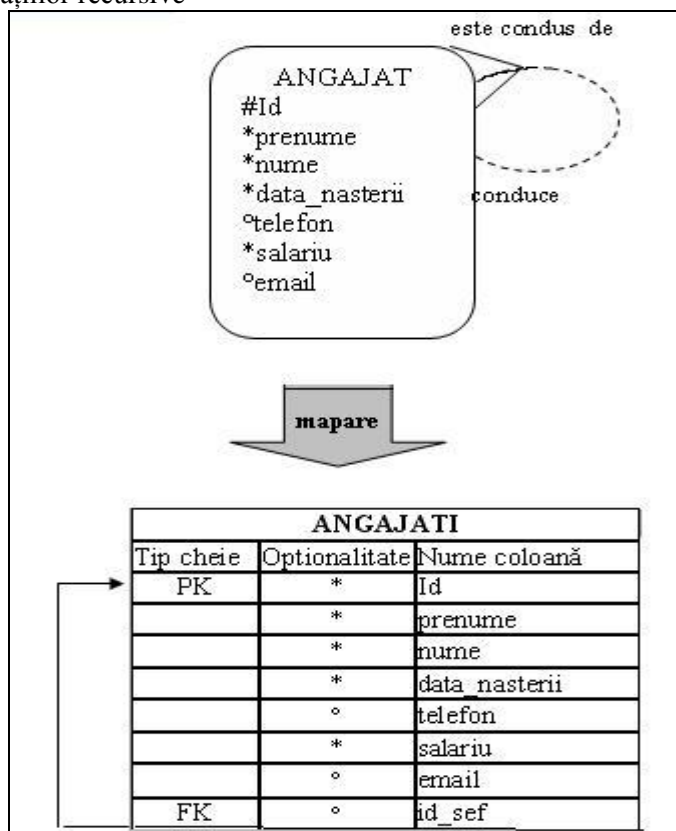 recursive
este condus de
ANGAJAT
#Id
*prenume
*nume
*data_nasterii
°telefon
*salariu
°email
conduce
mapare
ANGAJATI
Tip cheie Optionalitate Nume coloană
PK * Id
* prenume
* nume
* data_nasterii
° telefon
* salariu
° email
FK ° id_sef